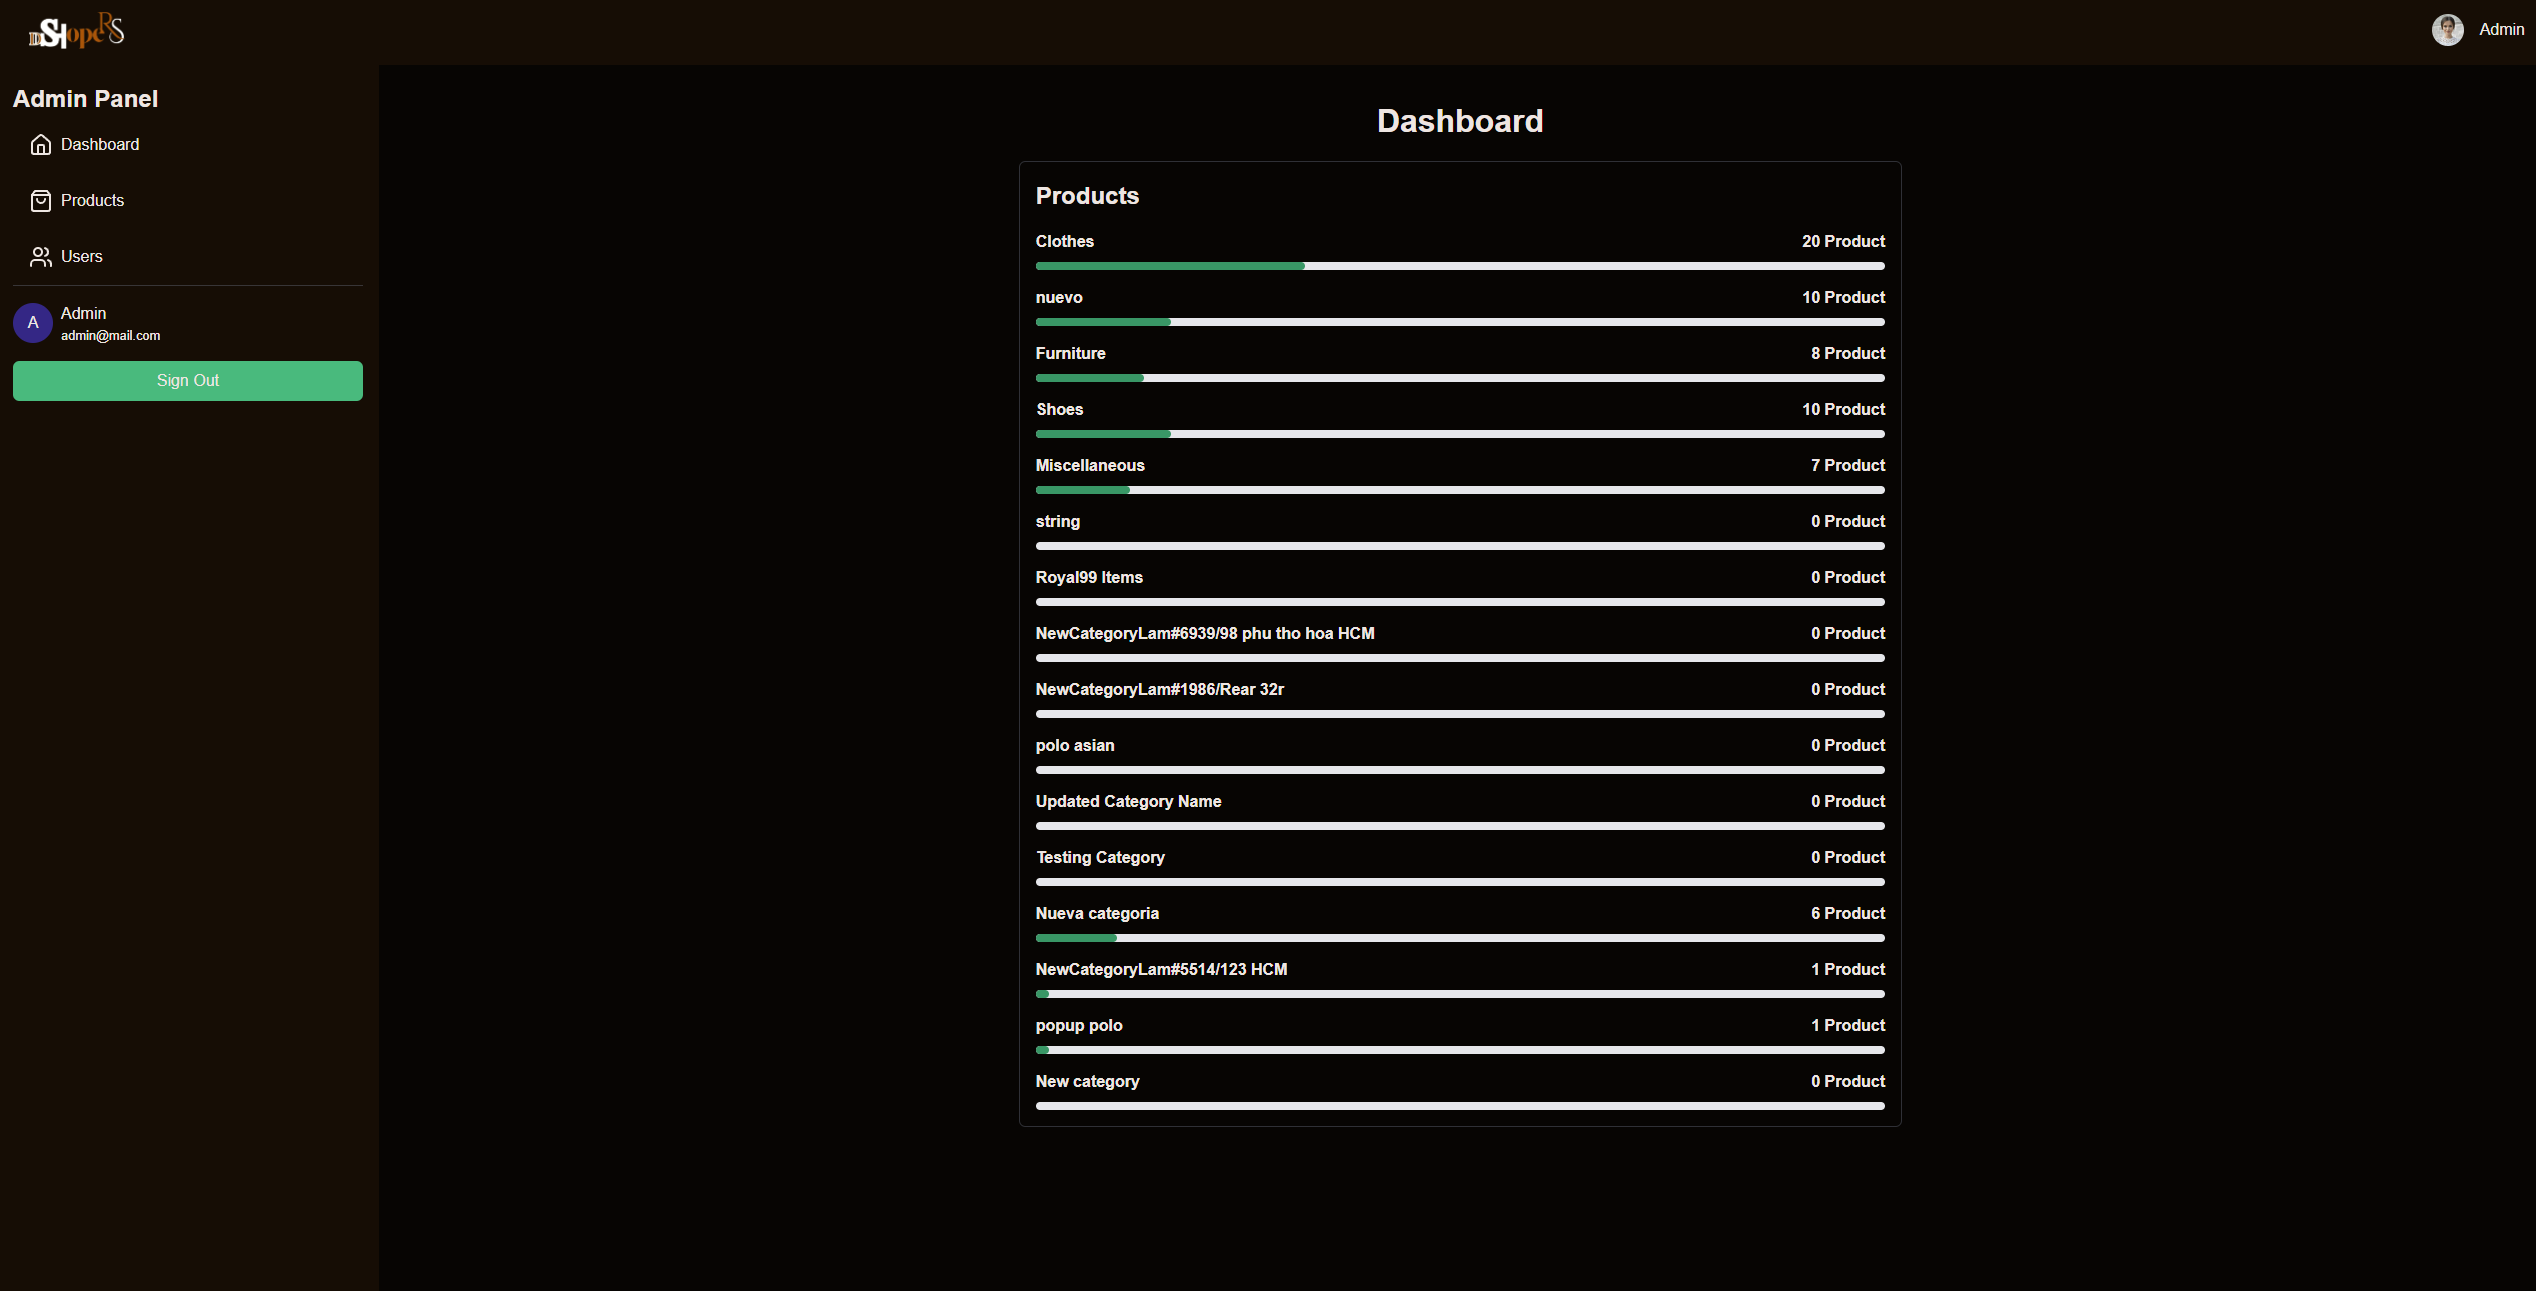 IDSHopeRS
Admin
Admin Panel
Dashboard
Products
Users
A
Admin
admin@mail.com
Sign Out
Dashboard
Products
Clothes 20 Product
nuevo 10 Product
Furniture 8 Product
Shoes 10 Product
Miscellaneous 7 Product
string 0 Product
Royal99 Items 0 Product
NewCategoryLam#6939/98 phu tho hoa HCM 0 Product
NewCategoryLam#1986/Rear 32r 0 Product
polo asian 0 Product
Updated Category Name 0 Product
Testing Category 0 Product
Nueva categoria 6 Product
NewCategoryLam#5514/123 HCM 1 Product
popup polo 1 Product
New category 0 Product